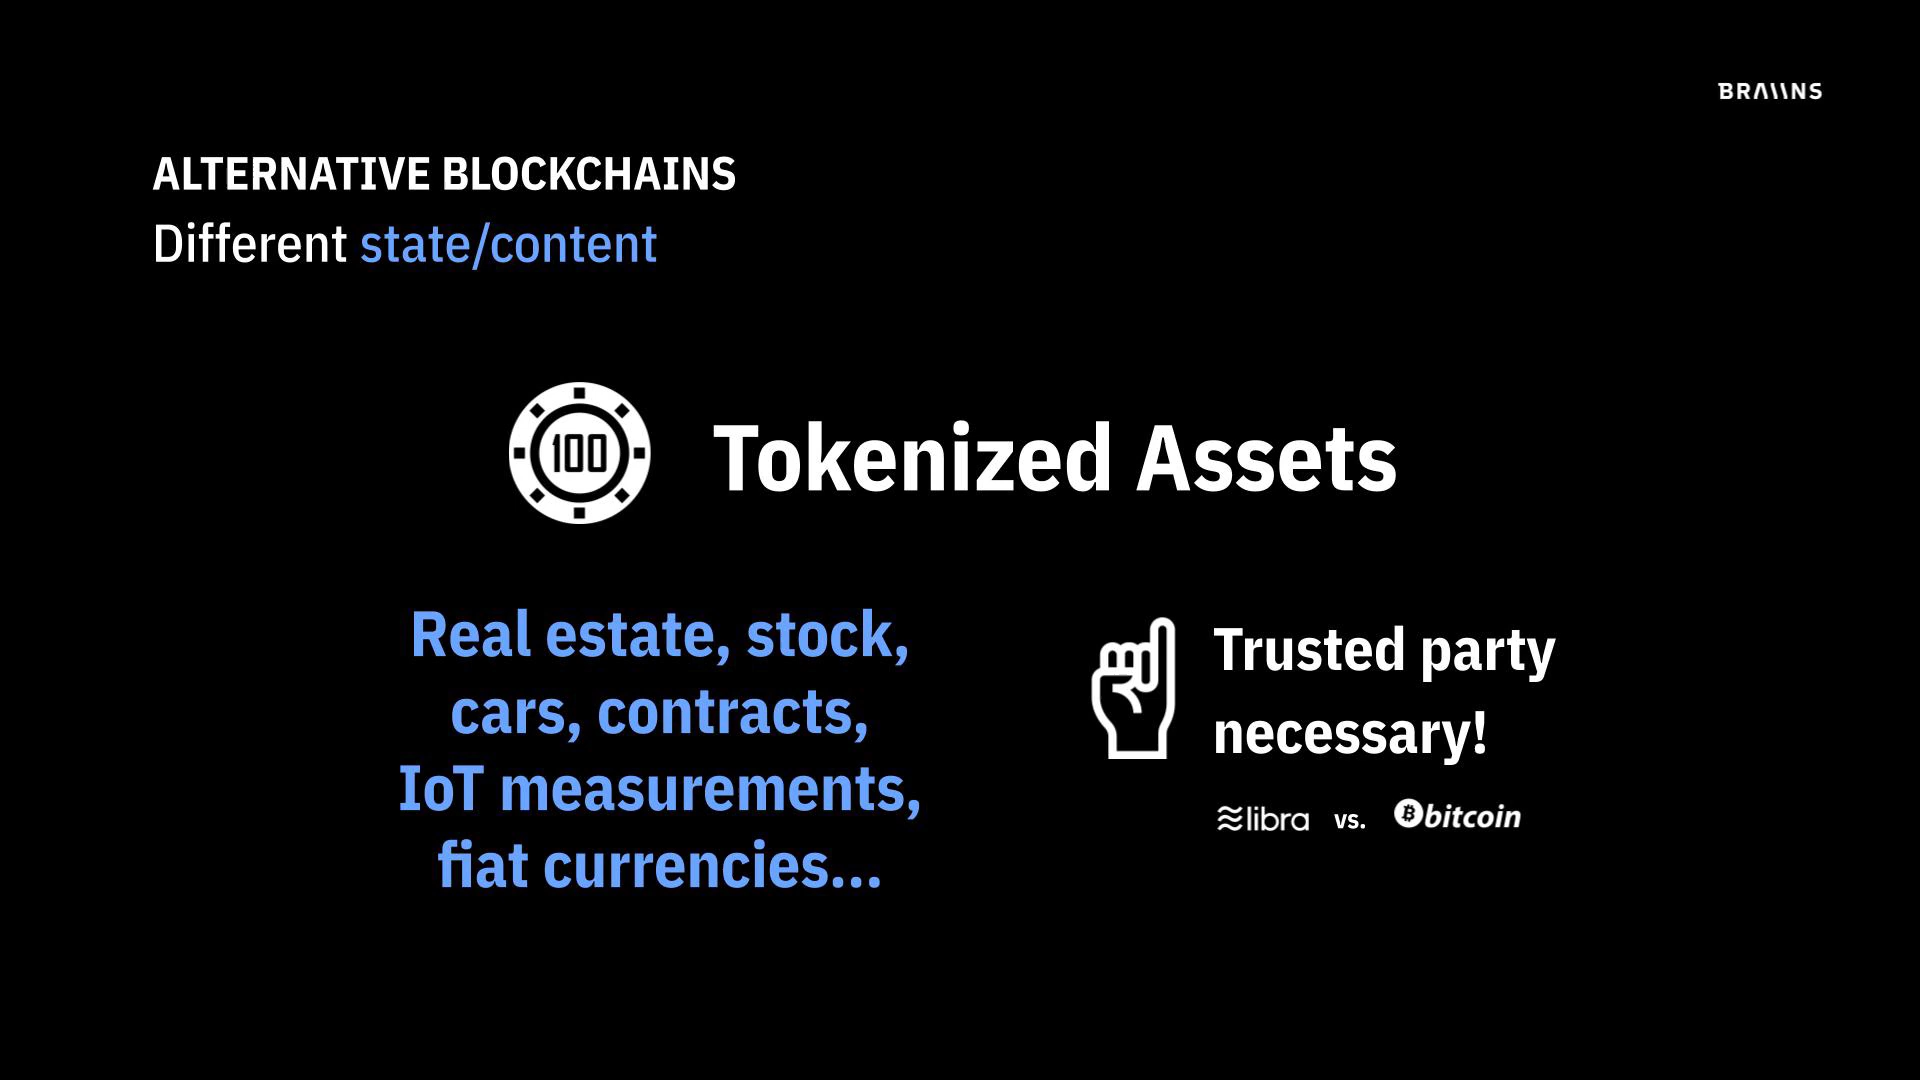 BRAIINS
ALTERNATIVE BLOCKCHAINS
Different state/content
100
Tokenized Assets
Real estate, stock,
cars, contracts,
IoT measurements,
fiat currencies...
Trusted party
necessary!
libra vs. bitcoin